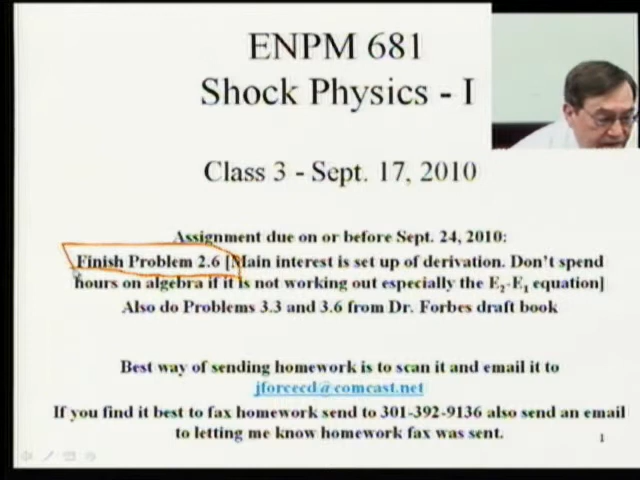 ENPM 681
Shock Physics - I
Class 3 - Sept. 17, 2010
Assignment due on or before Sept. 24, 2010:
Finish Problem 2.6 [Main interest is set up of derivation. Don't spend
hours on algebra if it is not working out especially the E₂-E₁ equation]
Also do Problems 3.3 and 3.6 from Dr. Forbes draft book
Best way of sending homework is to scan it and email it to
jforcecd@comcast.net
If you find it best to fax homework send to 301-392-9136 also send an email
to letting me know homework fax was sent.
1